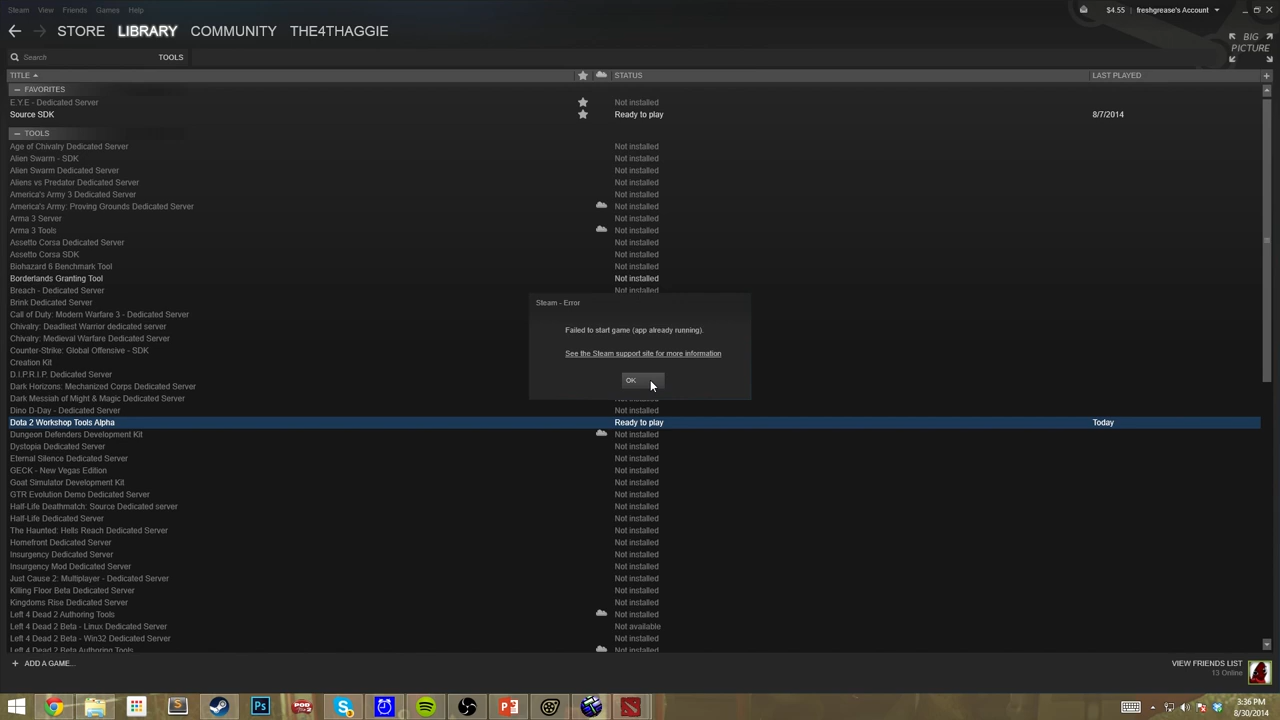 Steam View Friends Games Help
$4.55 freshgrease's Account
STORE LIBRARY COMMUNITY THE4THAGGIE
BIG PICTURE
Search TOOLS
TITLE STATUS LAST PLAYED
FAVORITES
E.Y.E - Dedicated Server Not installed
Source SDK Ready to play 8/7/2014
TOOLS
Age of Chivalry Dedicated Server Not installed
Alien Swarm - SDK Not installed
Alien Swarm Dedicated Server Not installed
Aliens vs Predator Dedicated Server Not installed
America's Army 3 Dedicated Server Not installed
America's Army: Proving Grounds Dedicated Server Not installed
Arma 3 Server Not installed
Arma 3 Tools Not installed
Assetto Corsa Dedicated Server Not installed
Assetto Corsa SDK Not installed
Biohazard 6 Benchmark Tool Not installed
Borderlands Granting Tool Not installed
Breach - Dedicated Server Not installed
Brink Dedicated Server
Call of Duty: Modern Warfare 3 - Dedicated Server
Chivalry: Deadliest Warrior dedicated server
Chivalry: Medieval Warfare Dedicated Server
Counter-Strike: Global Offensive - SDK
Creation Kit
D.I.P.R.I.P. Dedicated Server
Dark Horizons: Mechanized Corps Dedicated Server
Dark Messiah of Might & Magic Dedicated Server Not installed
Dino D-Day - Dedicated Server Not installed
Steam - Error
Failed to start game (app already running).
See the Steam support site for more information
OK
Dota 2 Workshop Tools Alpha Ready to play Today
Dungeon Defenders Development Kit Not installed
Dystopia Dedicated Server Not installed
Eternal Silence Dedicated Server Not installed
GECK - New Vegas Edition Not installed
Goat Simulator Development Kit Not installed
GTR Evolution Demo Dedicated Server Not installed
Half-Life Deathmatch: Source Dedicated server Not installed
Half-Life Dedicated Server Not installed
The Haunted: Hells Reach Dedicated Server Not installed
Homefront Dedicated Server Not installed
Insurgency Dedicated Server Not installed
Insurgency Mod Dedicated Server Not installed
Just Cause 2: Multiplayer - Dedicated Server Not installed
Killing Floor Beta Dedicated Server Not installed
Kingdoms Rise Dedicated Server Not installed
Left 4 Dead 2 Authoring Tools Not installed
Left 4 Dead 2 Beta - Linux Dedicated Server Not available
Left 4 Dead 2 Beta - Win32 Dedicated Server Not installed
Left 4 Dead 2 Beta Authoring Tools Not installed
ADD A GAME...
VIEW FRIENDS LIST
13 Online
3:36 PM
8/30/2014